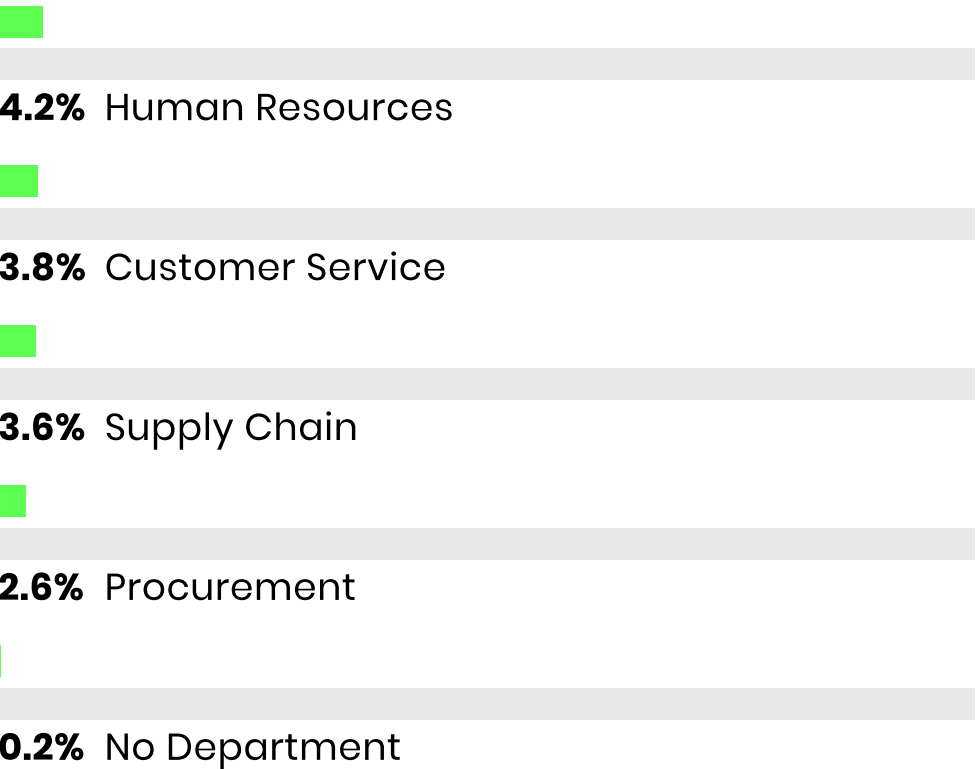 4.2% Human Resources
3.8% Customer Service
3.6% Supply Chain
2.6% Procurement
0.2% No Department